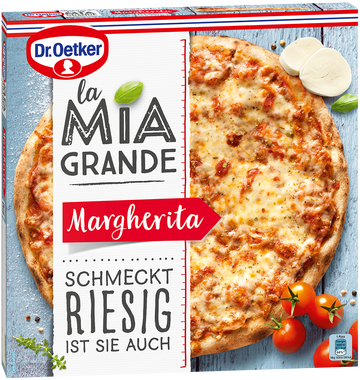 Dr.Oetker
la
MIA
GRANDE
Margherita
SCHMECKT
RIESIG
IST SIE AUCH